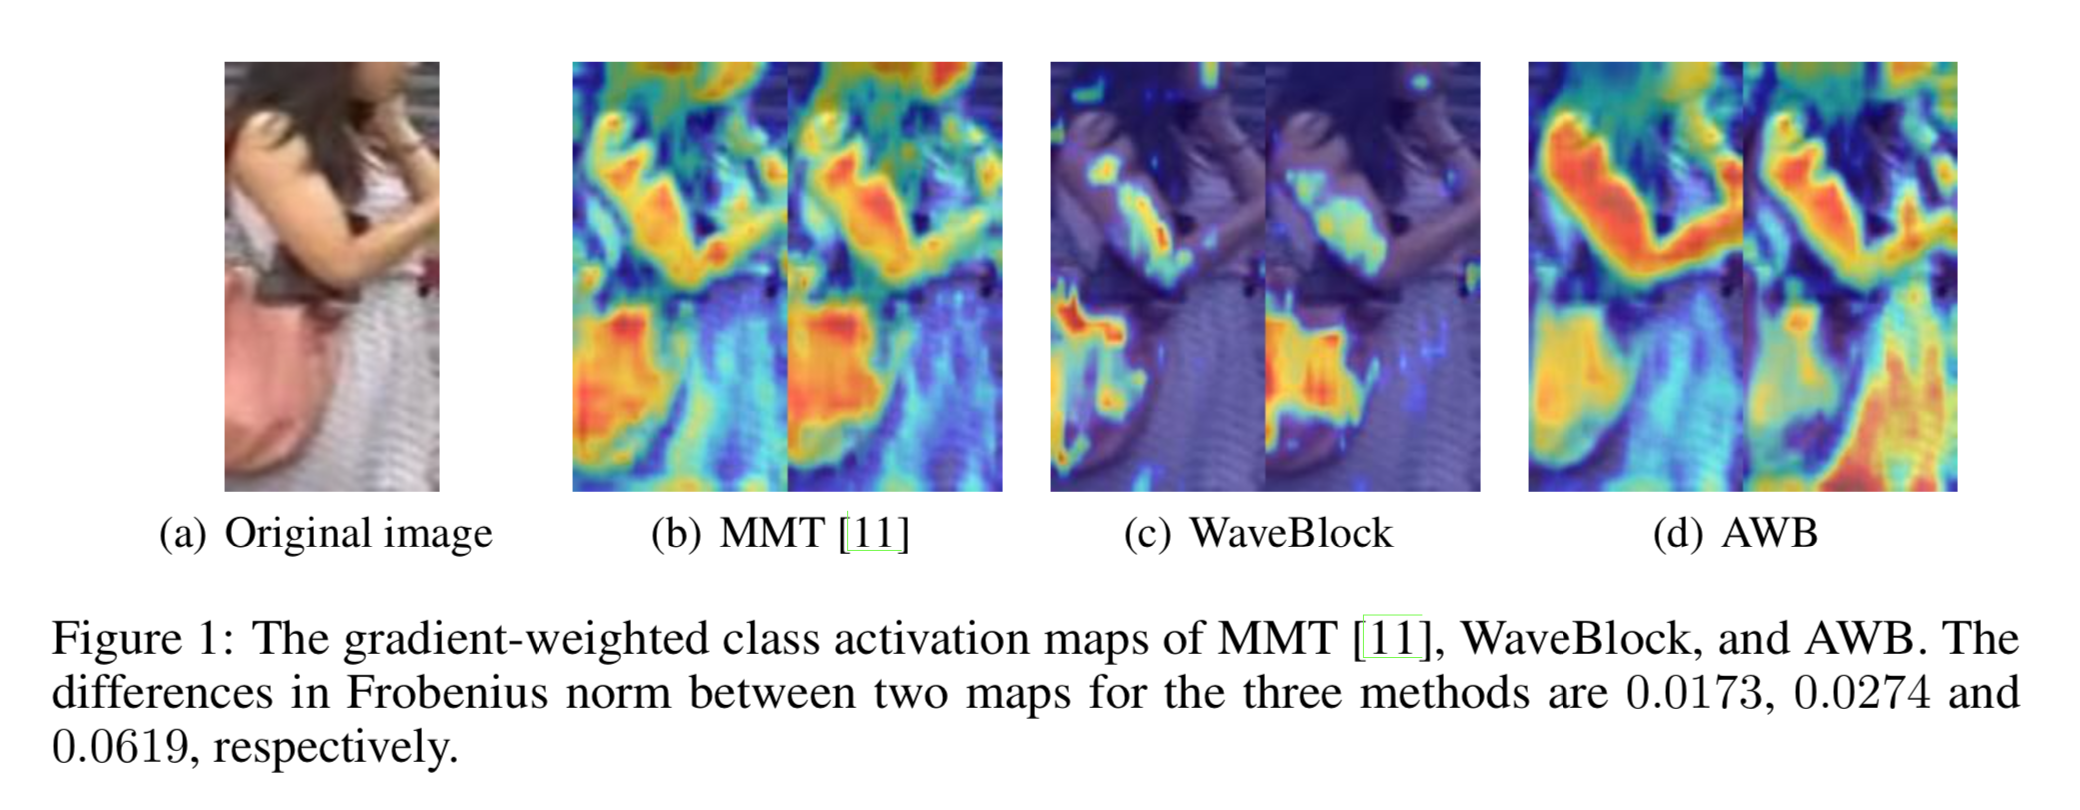 (a) Original image (b) MMT [11] (c) WaveBlock (d) AWB
Figure 1: The gradient-weighted class activation maps of MMT [11], WaveBlock, and AWB. The
differences in Frobenius norm between two maps for the three methods are 0.0173, 0.0274 and
0.0619, respectively.